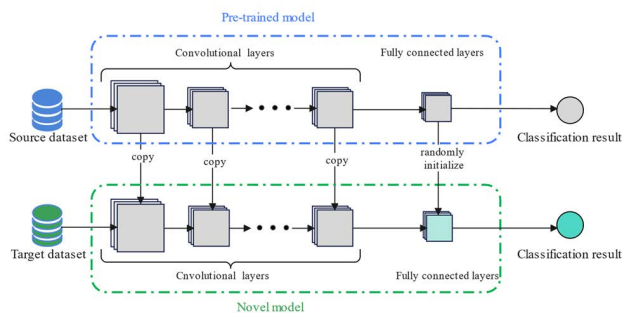 Pre-trained model
Convolutional layers
Fully connected layers
Source dataset
Classification result
copy
copy
copy
randomly
initialize
Target dataset
Classification result
Cnvolutional layers
Fully connected layers
Novel model